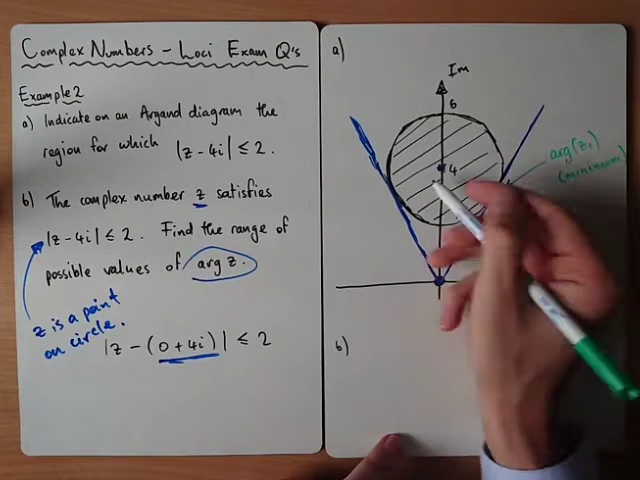 Complex Numbers - Loci Exam Q's
Example 2
a) Indicate on an Argand diagram the
region for which |z - 4i| ≤ 2.
b) The complex number z satisfies
|z - 4i| ≤ 2. Find the range of
possible values of arg z.
z is a point
on circle.
|z - (0 + 4i)| ≤ 2
a)
Im
6
4
arg(z₁)
(minimum)
b)